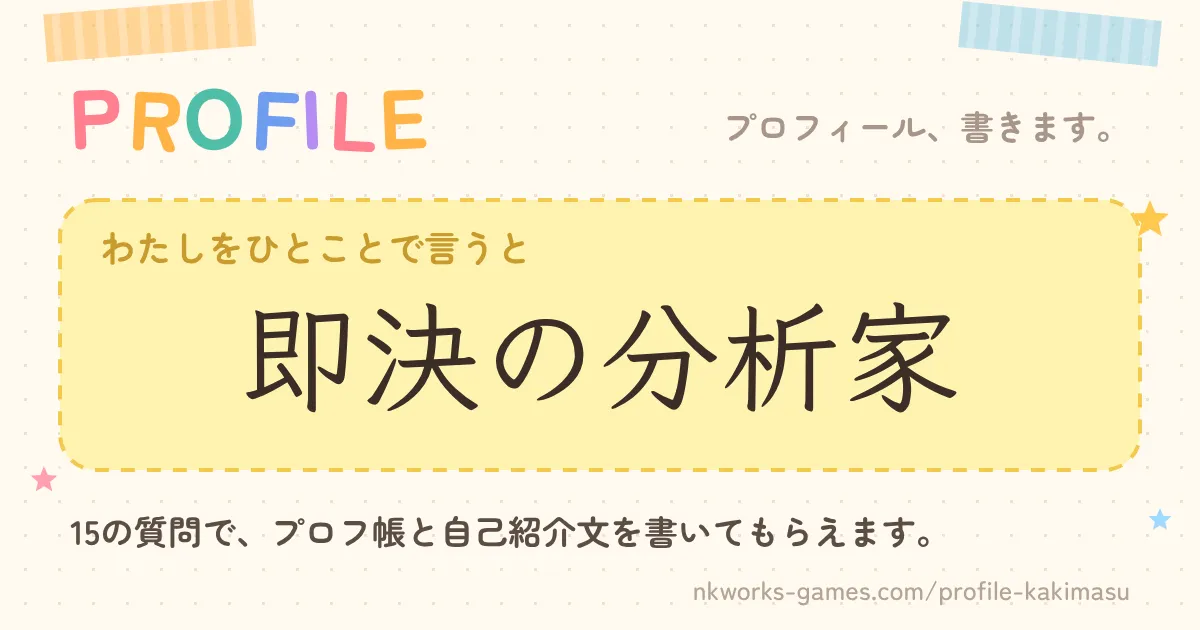 PROFILE
プロフィール、書きます。
わたしをひとことで言うと
即決の分析家
15の質問で、プロフ帳と自己紹介文を書いてもらえます。
nkworks-games.com/profile-kakimasu